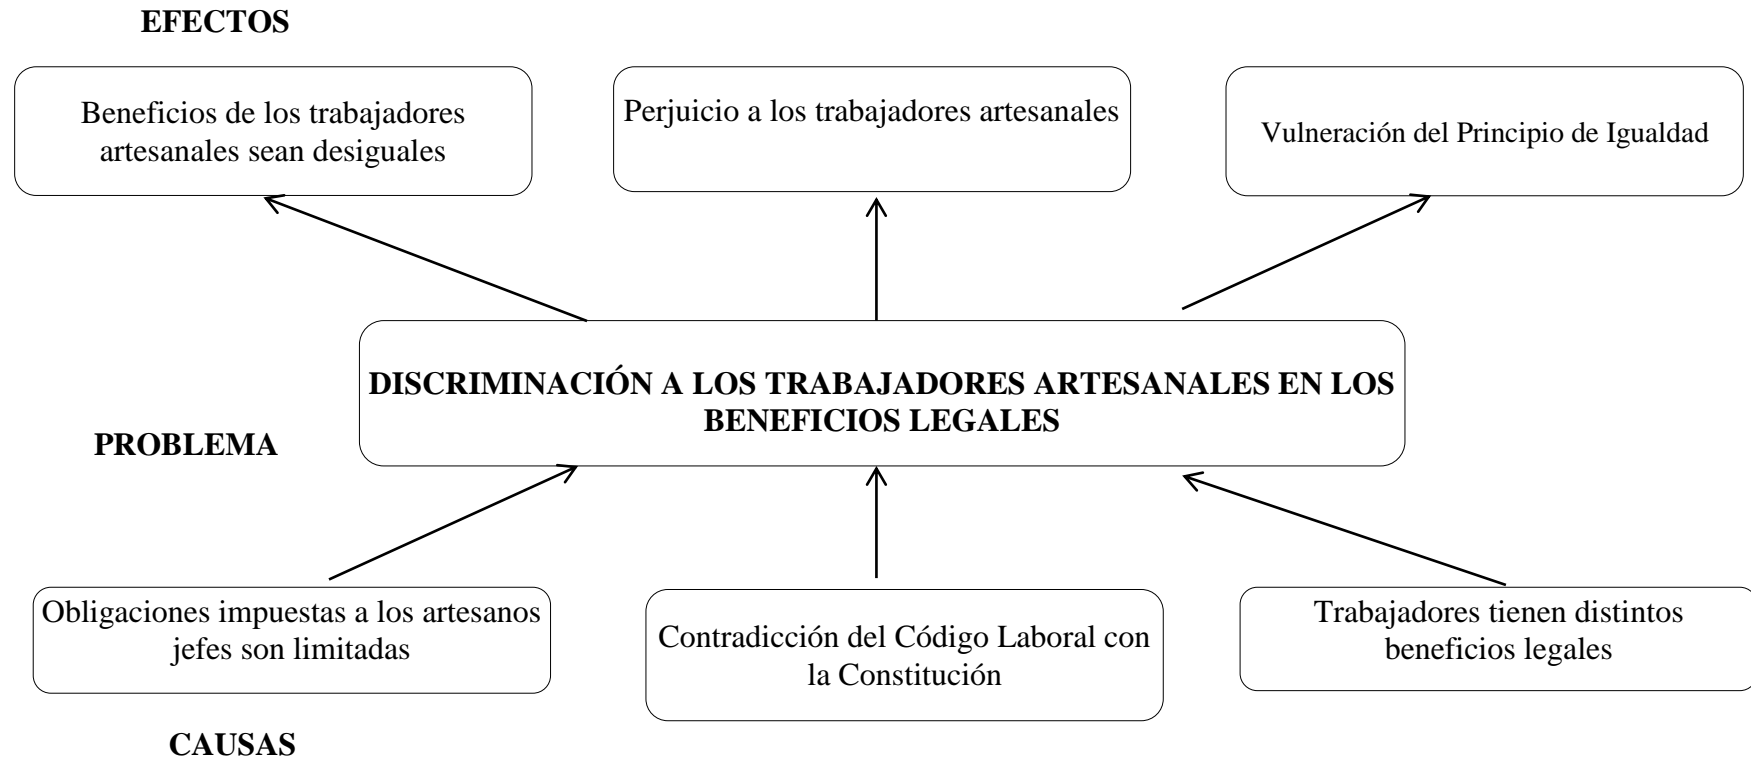 EFECTOS
Beneficios de los trabajadores
artesanales sean desiguales
Perjuicio a los trabajadores artesanales
Vulneración del Principio de Igualdad
DISCRIMINACIÓN A LOS TRABAJADORES ARTESANALES EN LOS
BENEFICIOS LEGALES
PROBLEMA
Obligaciones impuestas a los artesanos
jefes son limitadas
Contradicción del Código Laboral con
la Constitución
Trabajadores tienen distintos
beneficios legales
CAUSAS